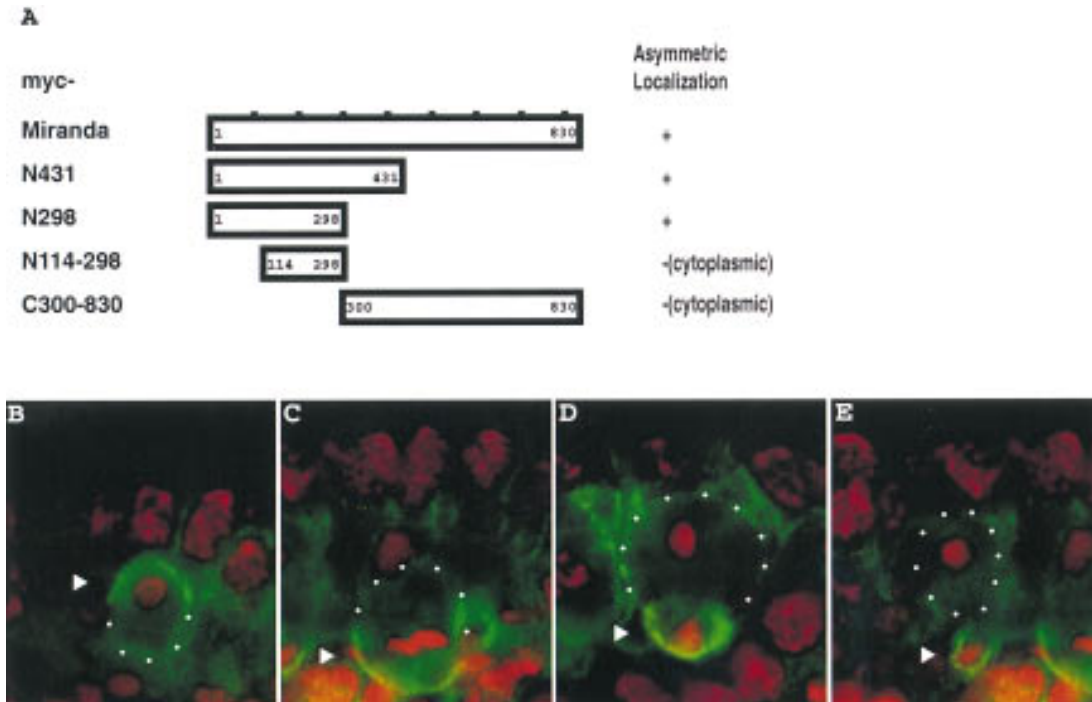 A
Asymmetric
myc- Localization
Miranda 1 830 +
N431 1 431 +
N298 1 298 +
N114-298 114 298 -(cytoplasmic)
C300-830 300 830 -(cytoplasmic)
B C D E